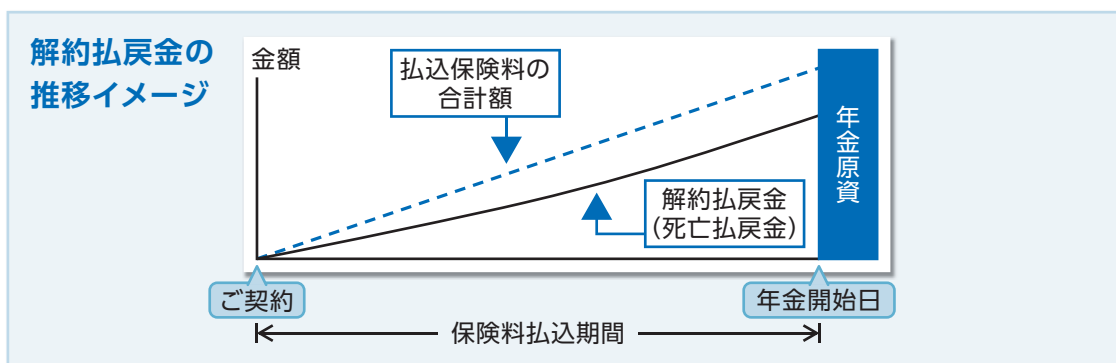 解約払戻金の
推移イメージ
金額
払込保険料の
合計額
年金原資
解約払戻金
(死亡払戻金)
ご契約
年金開始日
保険料払込期間